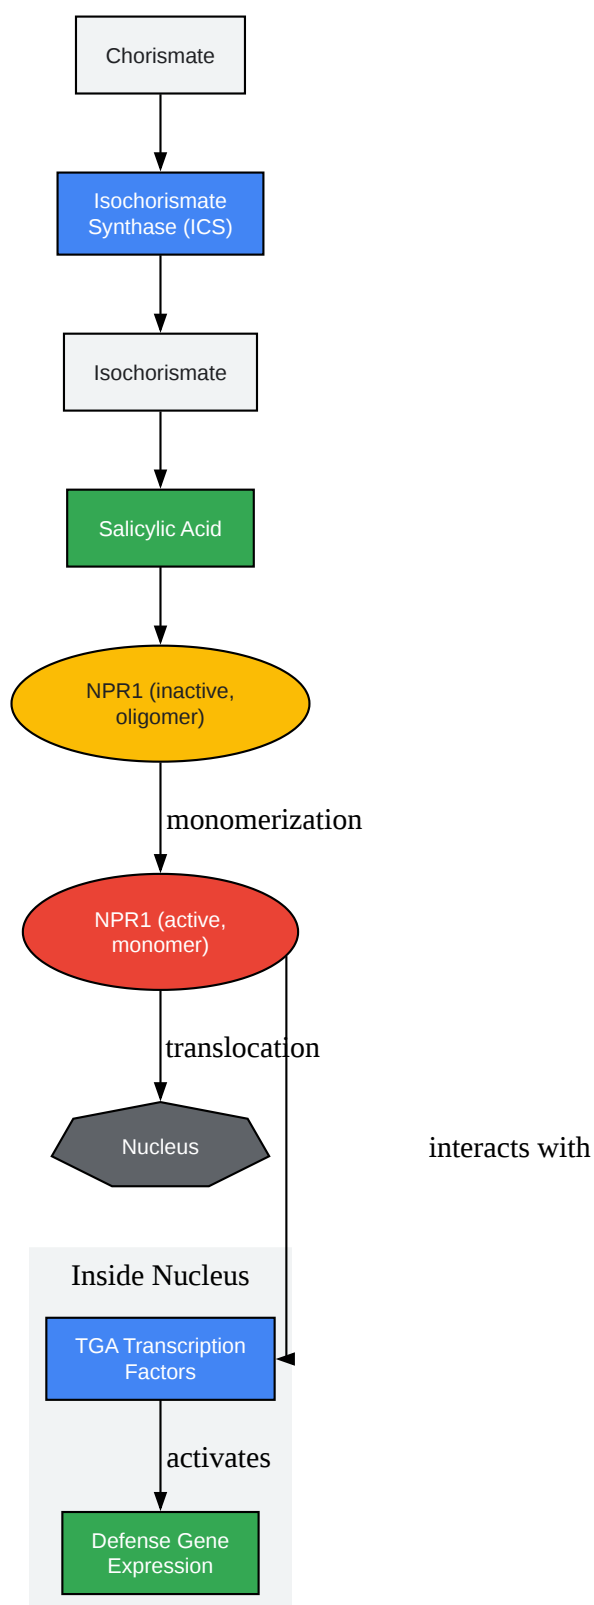 Chorismate
Isochorismate
Synthase (ICS)
Isochorismate
Salicylic Acid
NPR1 (inactive,
oligomer)
monomerization
NPR1 (active,
monomer)
translocation
Nucleus
interacts with
Inside Nucleus
TGA Transcription
Factors
activates
Defense Gene
Expression